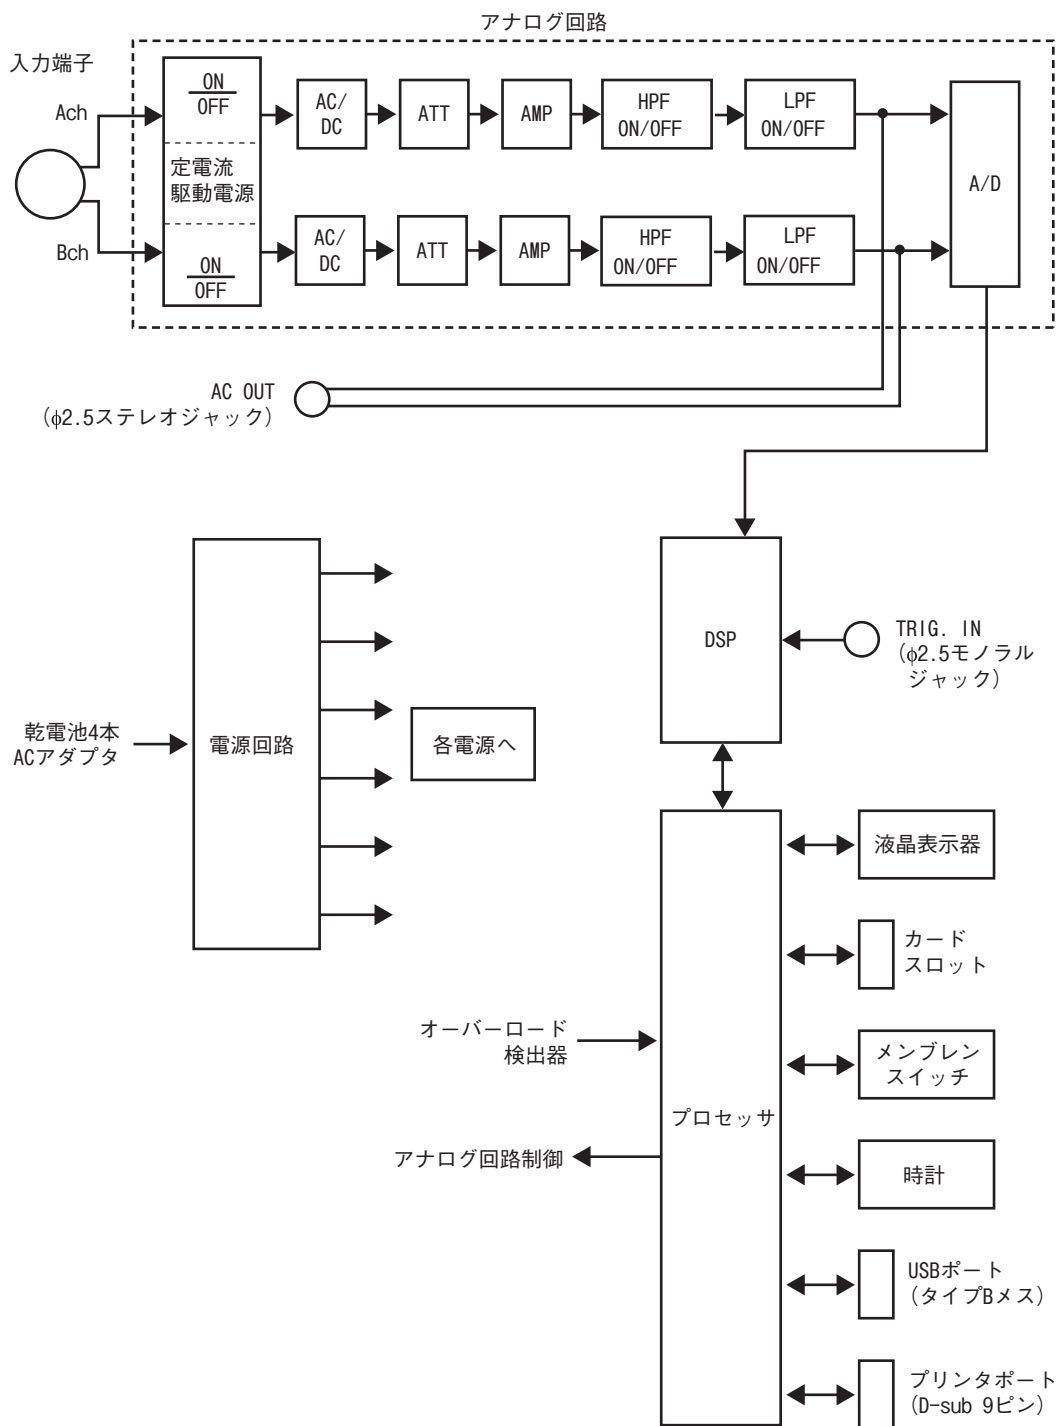 アナログ回路
入力端子
Ach
Bch
ON
OFF
定電流
駆動電源
ON
OFF
AC/
DC
ATT
AMP
HPF
ON/OFF
LPF
ON/OFF
A/D
AC/
DC
ATT
AMP
HPF
ON/OFF
LPF
ON/OFF
AC OUT
(φ2.5ステレオジャック)
DSP
TRIG. IN
(φ2.5モノラル
ジャック)
乾電池4本
ACアダプタ
電源回路
各電源へ
プロセッサ
オーバーロード
検出器
アナログ回路制御
液晶表示器
カード
スロット
メンブレン
スイッチ
時計
USBポート
(タイプBメス)
プリンタポート
(D-sub 9ピン)